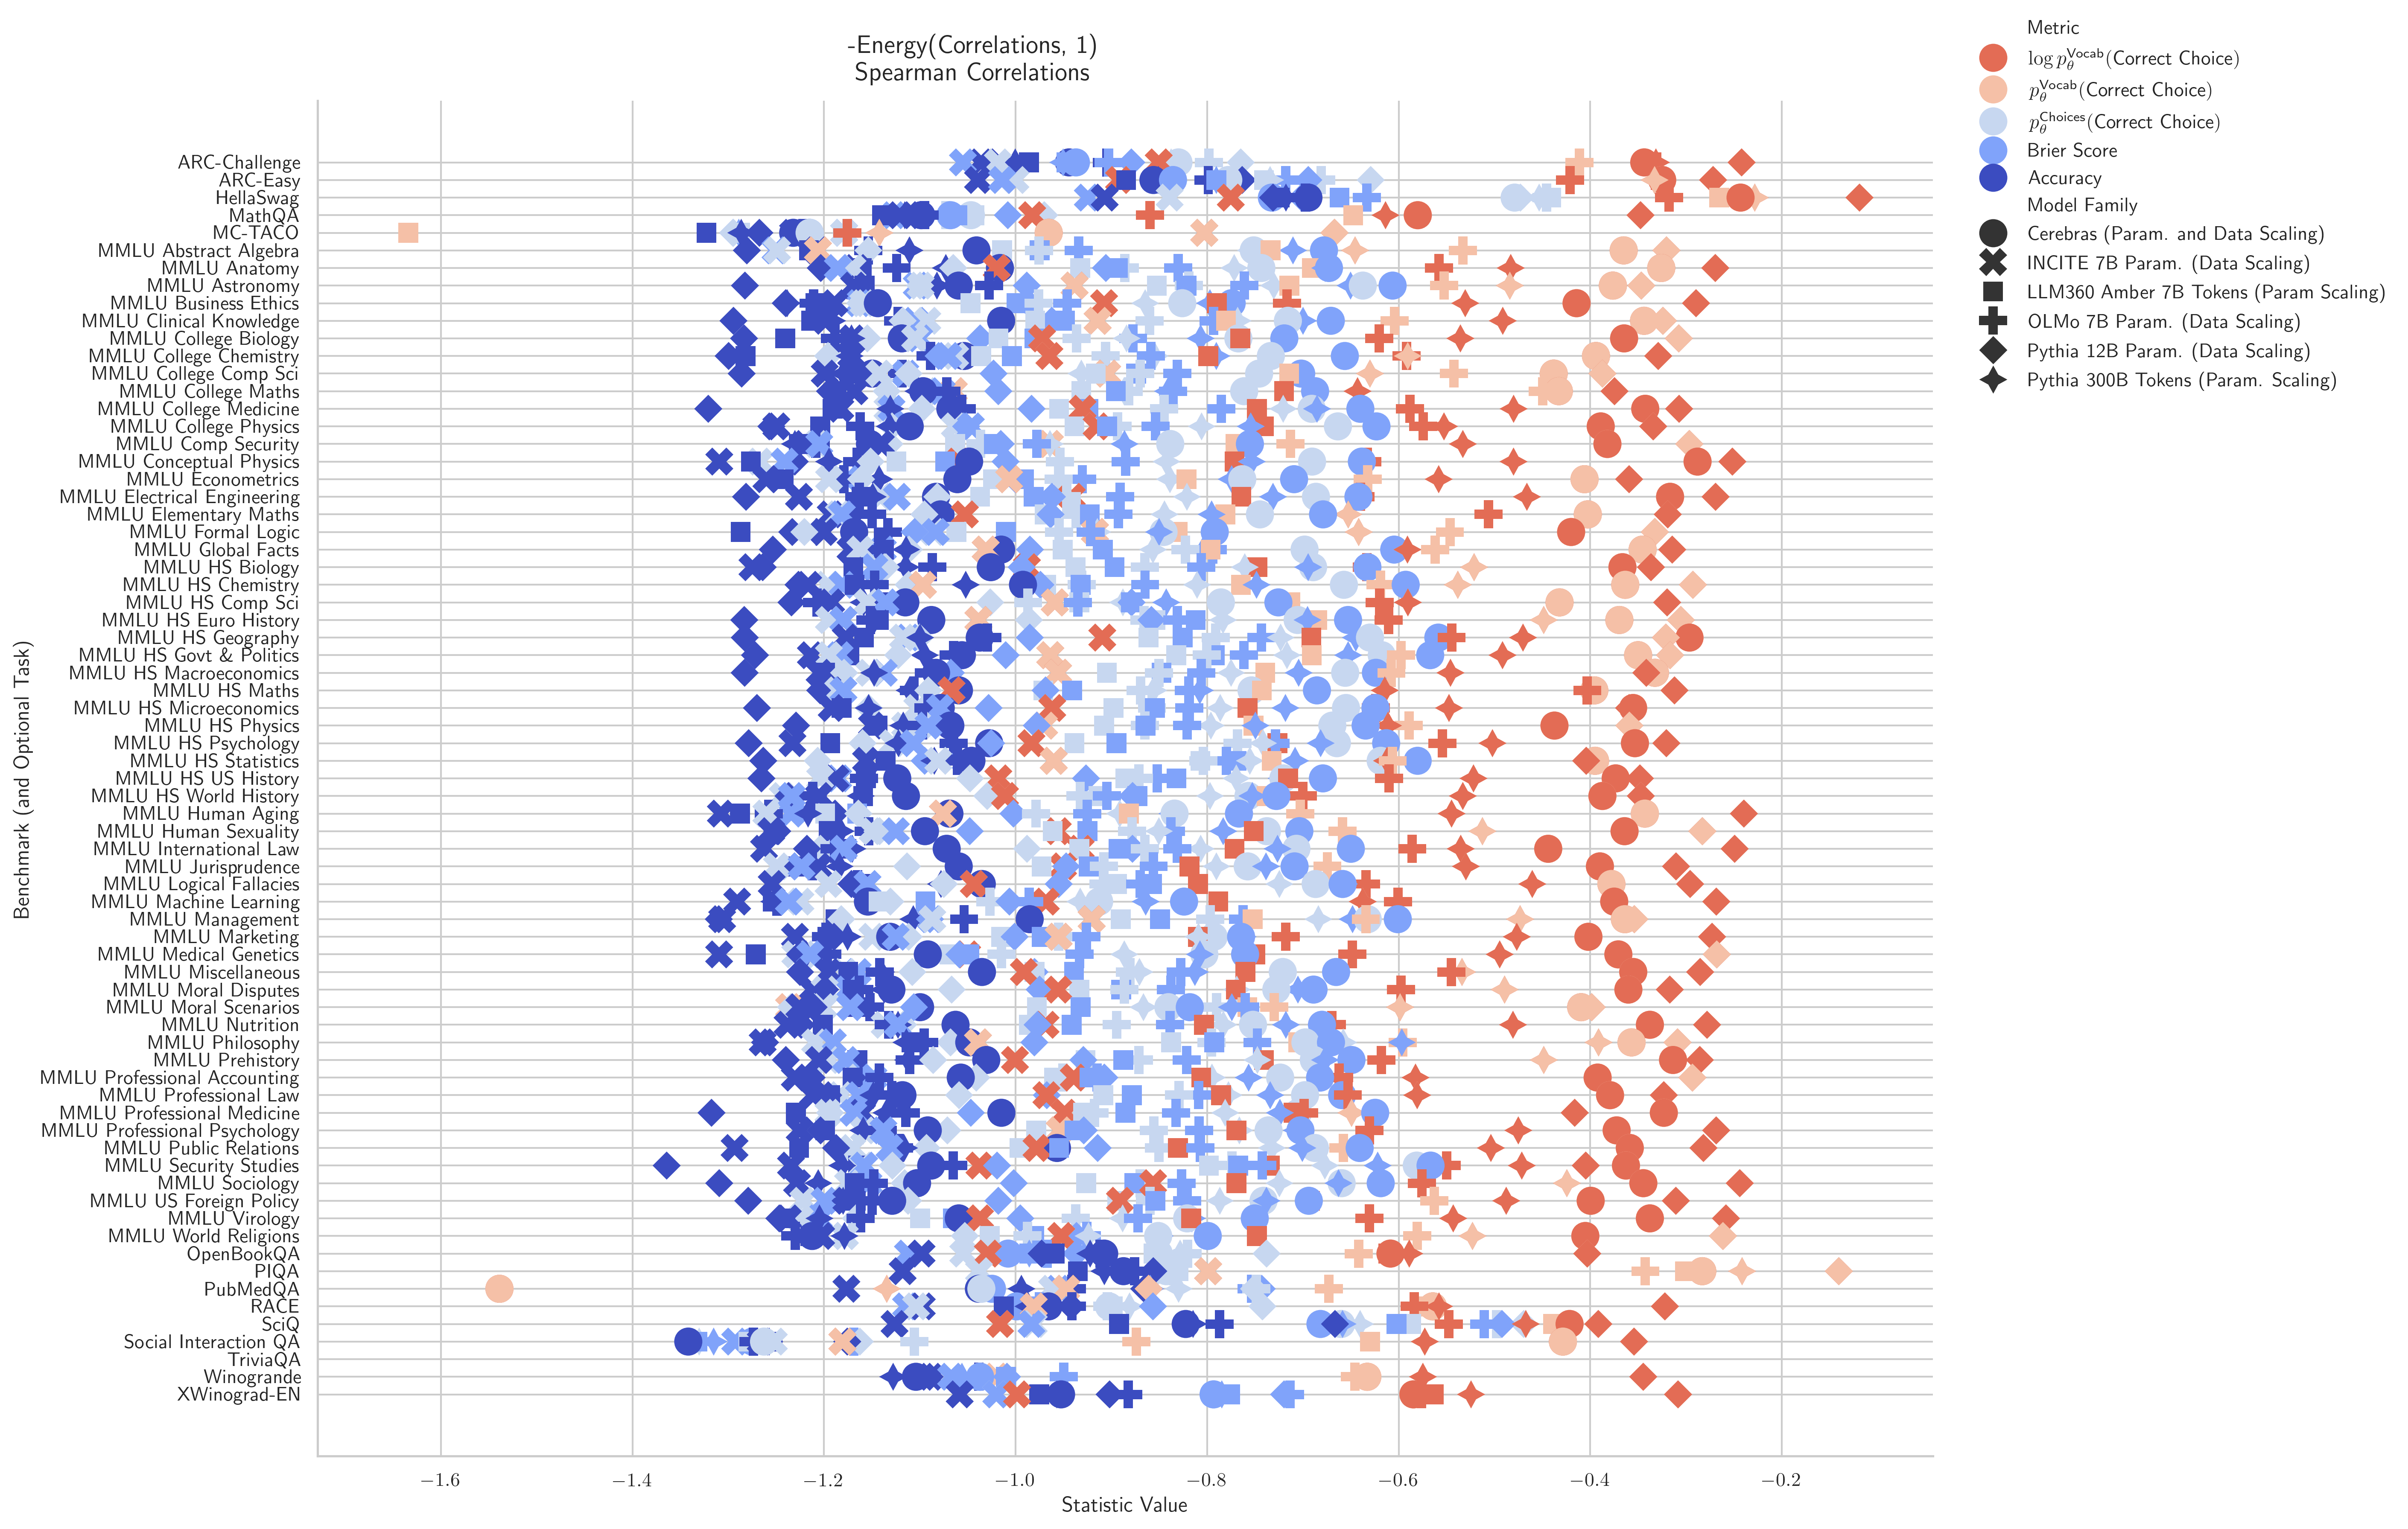 -Energy(Correlations, 1)
Spearman Correlations
Metric
log pθ^Vocab(Correct Choice)
pθ^Vocab(Correct Choice)
pθ^Choices(Correct Choice)
Brier Score
Accuracy
Model Family
Cerebras (Param. and Data Scaling)
INCITE 7B Param. (Data Scaling)
LLM360 Amber 7B Tokens (Param Scaling)
OLMo 7B Param. (Data Scaling)
Pythia 12B Param. (Data Scaling)
Pythia 300B Tokens (Param. Scaling)
Benchmark (and Optional Task)
ARC-Challenge
ARC-Easy
HellaSwag
MathQA
MC-TACO
MMLU Abstract Algebra
MMLU Anatomy
MMLU Astronomy
MMLU Business Ethics
MMLU Clinical Knowledge
MMLU College Biology
MMLU College Chemistry
MMLU College Comp Sci
MMLU College Maths
MMLU College Medicine
MMLU College Physics
MMLU Comp Security
MMLU Conceptual Physics
MMLU Econometrics
MMLU Electrical Engineering
MMLU Elementary Maths
MMLU Formal Logic
MMLU Global Facts
MMLU HS Biology
MMLU HS Chemistry
MMLU HS Comp Sci
MMLU HS Euro History
MMLU HS Geography
MMLU HS Govt & Politics
MMLU HS Macroeconomics
MMLU HS Maths
MMLU HS Microeconomics
MMLU HS Physics
MMLU HS Psychology
MMLU HS Statistics
MMLU HS US History
MMLU HS World History
MMLU Human Aging
MMLU Human Sexuality
MMLU International Law
MMLU Jurisprudence
MMLU Logical Fallacies
MMLU Machine Learning
MMLU Management
MMLU Marketing
MMLU Medical Genetics
MMLU Miscellaneous
MMLU Moral Disputes
MMLU Moral Scenarios
MMLU Nutrition
MMLU Philosophy
MMLU Prehistory
MMLU Professional Accounting
MMLU Professional Law
MMLU Professional Medicine
MMLU Professional Psychology
MMLU Public Relations
MMLU Security Studies
MMLU Sociology
MMLU US Foreign Policy
MMLU Virology
MMLU World Religions
OpenBookQA
PIQA
PubMedQA
RACE
SciQ
Social Interaction QA
TriviaQA
Winogrande
XWinograd-EN
−1.6 −1.4 −1.2 −1.0 −0.8 −0.6 −0.4 −0.2
Statistic Value